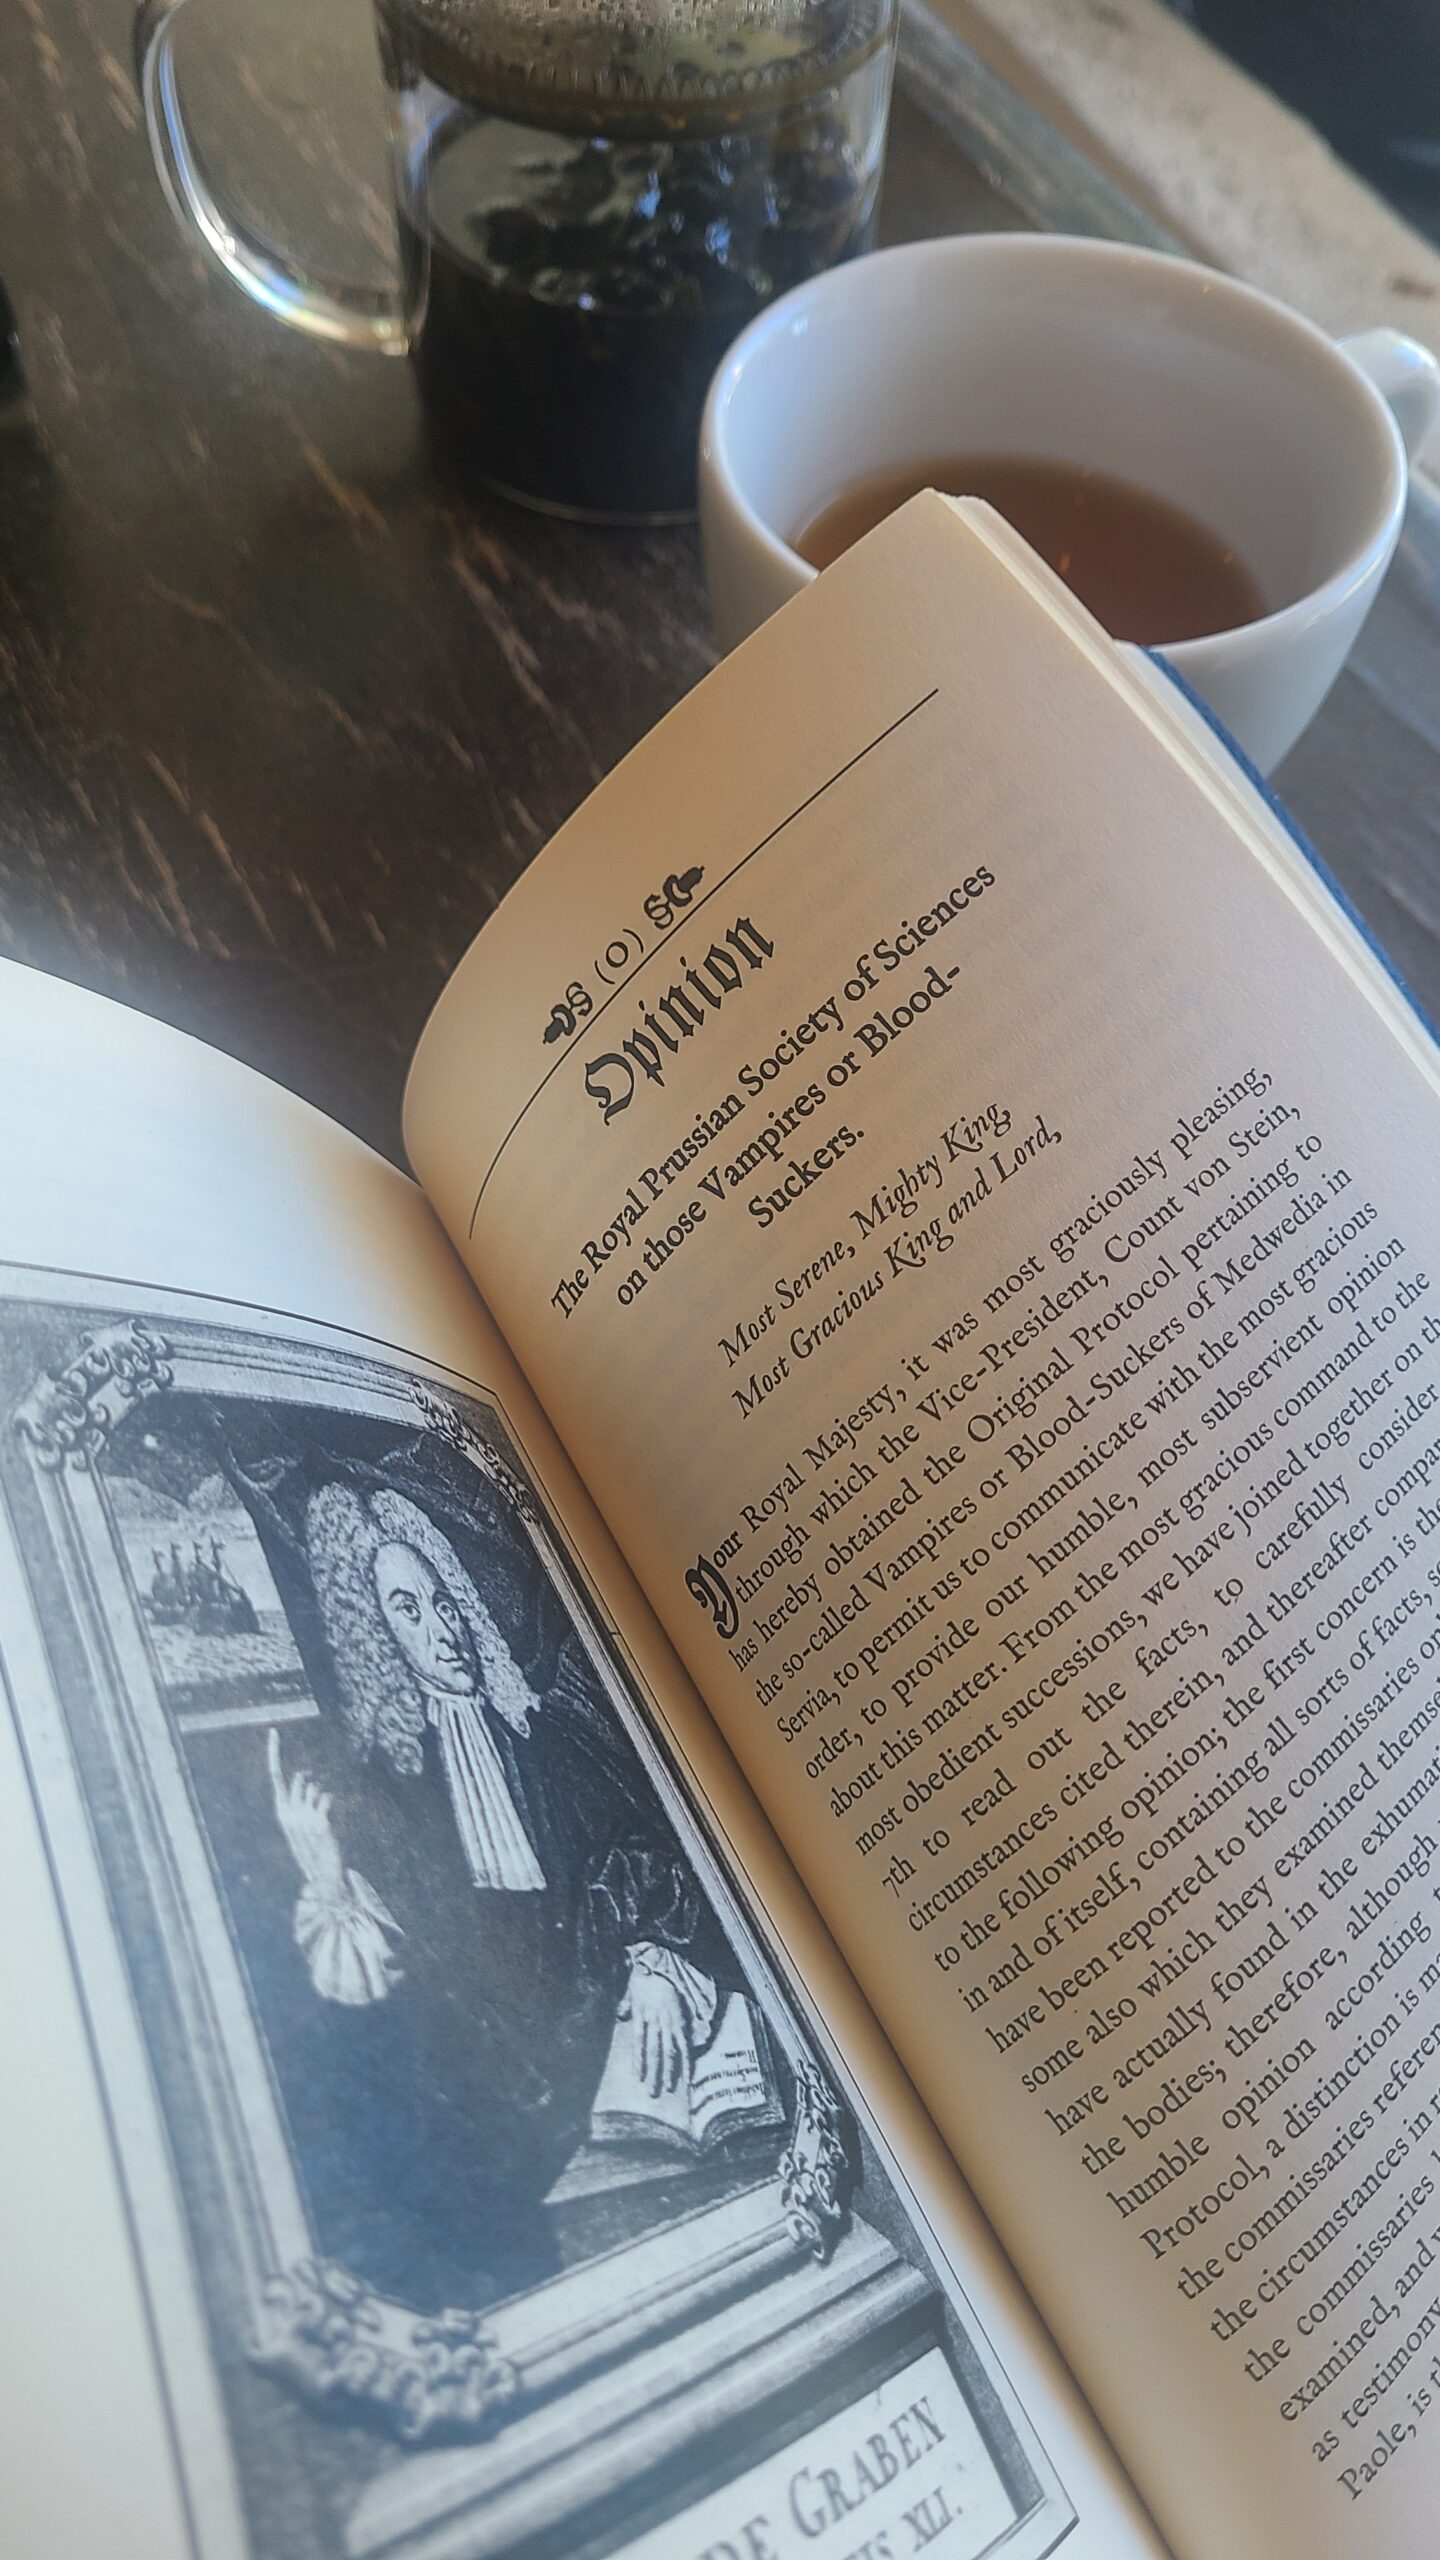 DE GRABEN
XLI.
(O)
Opinion
The Royal Prussian Society of Sciences
on those Vampires or Blood-
Suckers.
Most Serene, Mighty King,
Most Gracious King and Lord,
Your Royal Majesty, it was most graciously pleasing,
through which the Vice-President, Count von Stein,
has hereby obtained the Original Protocol pertaining to
the so-called Vampires or Blood-Suckers of Medwedia in
Servia, to permit us to communicate with the most gracious
order, to provide our humble, most subservient opinion
about this matter. From the most gracious command to the
most obedient successions, we have joined together on
7th to read out the facts, to carefully consider
circumstances cited therein, and thereafter
to the following opinion; the first concern is
in and of itself, containing all sorts of facts,
have been reported to the commissaries
some also which they examined
have actually found in the
the bodies; therefore, although
humble opinion according
Protocol, a distinction is
the commissaries
the circumstances in
the commissaries
examined, and
as testimony
Paole, is